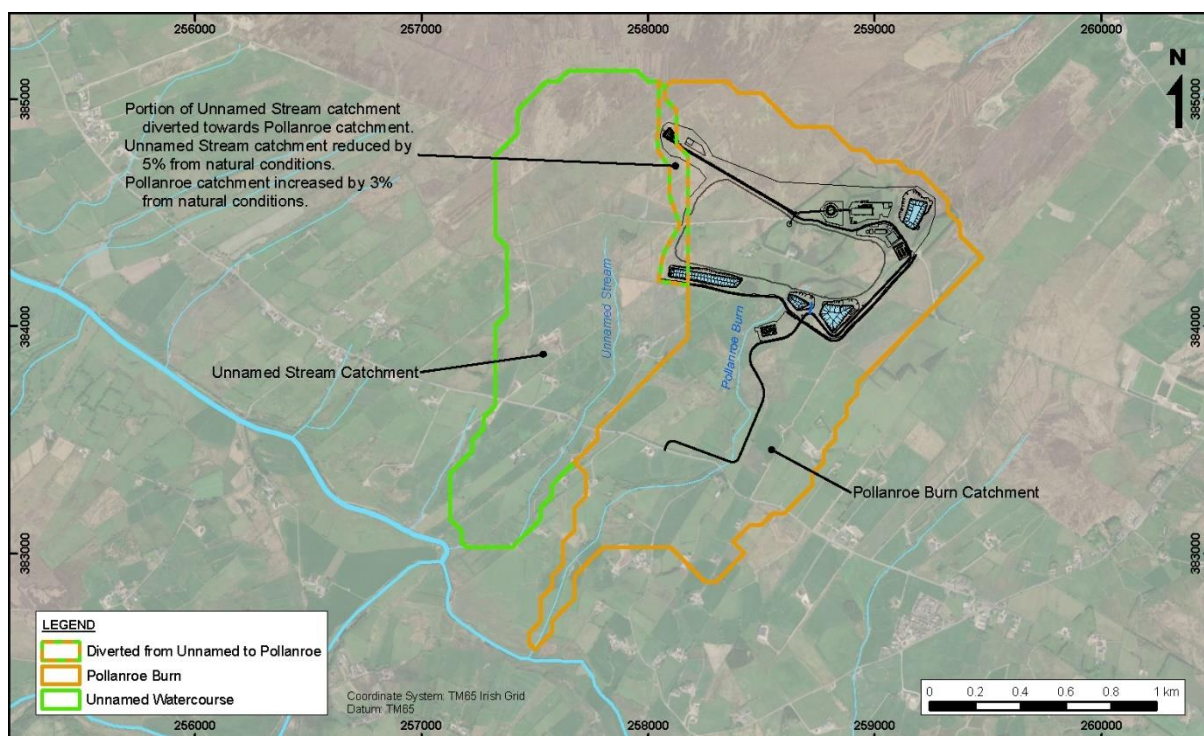 256000
257000
258000
259000
260000
385000
385000
N
Portion of Unnamed Stream catchment
diverted towards Pollanroe catchment.
Unnamed Stream catchment reduced by
5% from natural conditions.
Pollanroe catchment increased by 3%
from natural conditions.
Unnamed Stream
384000
384000
Pollanroe Burn
Unnamed Stream Catchment
Pollanroe Burn Catchment
383000
383000
LEGEND
Diverted from Unnamed to Pollanroe
Pollanroe Burn
Unnamed Watercourse
Coordinate System: TM65 Irish Grid
Datum: TM65
0 0.2 0.4 0.6 0.8 1 km
256000
257000
258000
259000
260000